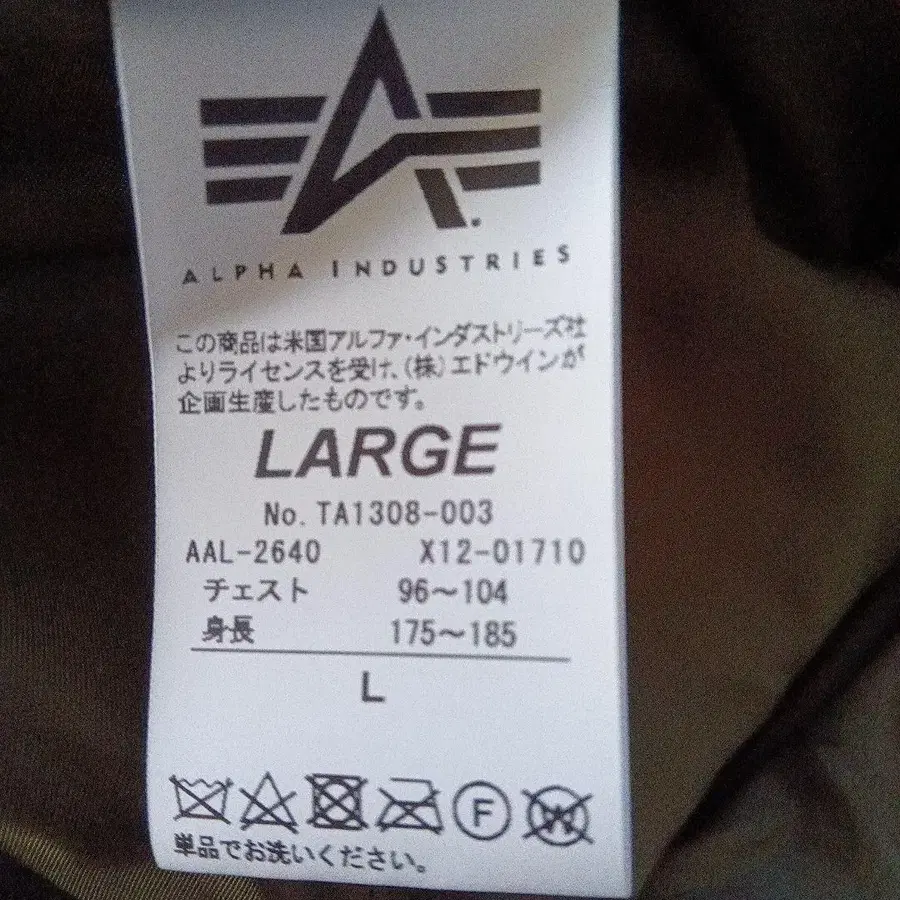 ALPHA INDUSTRIES
この商品は米国アルファ・インダストリーズ社
よりライセンスを受け、(株)エドウインが
企画生産したものです。
LARGE
No. TA1308-003
AAL-2640 X12-01710
チェスト 96～104
身長 175～185
L
F W
単品でお洗いください。